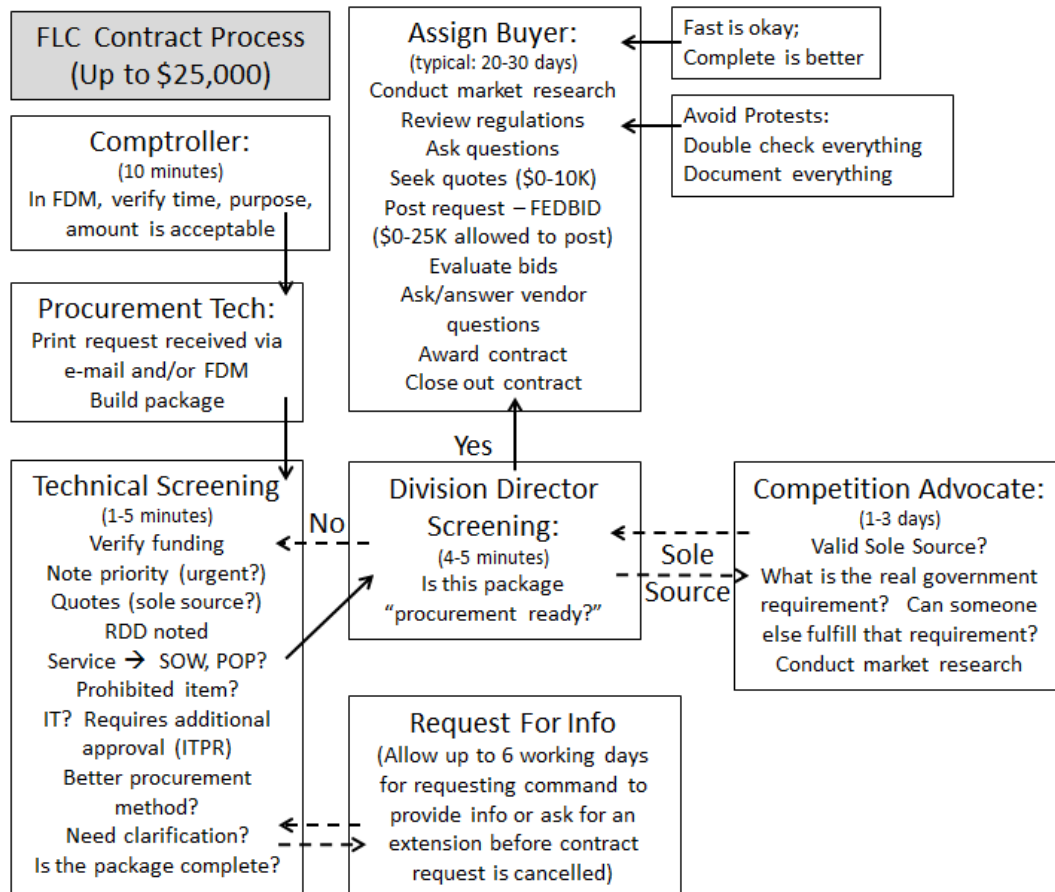 FLC Contract Process
(Up to $25,000)
Comptroller:
(10 minutes)
In FDM, verify time, purpose,
amount is acceptable
Procurement Tech:
Print request received via
e-mail and/or FDM
Build package
Technical Screening
(1-5 minutes)
Verify funding
Note priority (urgent?)
Quotes (sole source?)
RDD noted
Service → SOW, POP?
Prohibited item?
IT? Requires additional
approval (ITPR)
Better procurement
method?
Need clarification?
Is the package complete?
Assign Buyer:
(typical: 20-30 days)
Conduct market research
Review regulations
Ask questions
Seek quotes ($0-10K)
Post request – FEDBID
($0-25K allowed to post)
Evaluate bids
Ask/answer vendor
questions
Award contract
Close out contract
Fast is okay;
Complete is better
Avoid Protests:
Double check everything
Document everything
Yes
No
Division Director
Screening:
(4-5 minutes)
Is this package
“procurement ready?”
Sole
Source
Competition Advocate:
(1-3 days)
Valid Sole Source?
What is the real government
requirement? Can someone
else fulfill that requirement?
Conduct market research
Request For Info
(Allow up to 6 working days
for requesting command to
provide info or ask for an
extension before contract
request is cancelled)